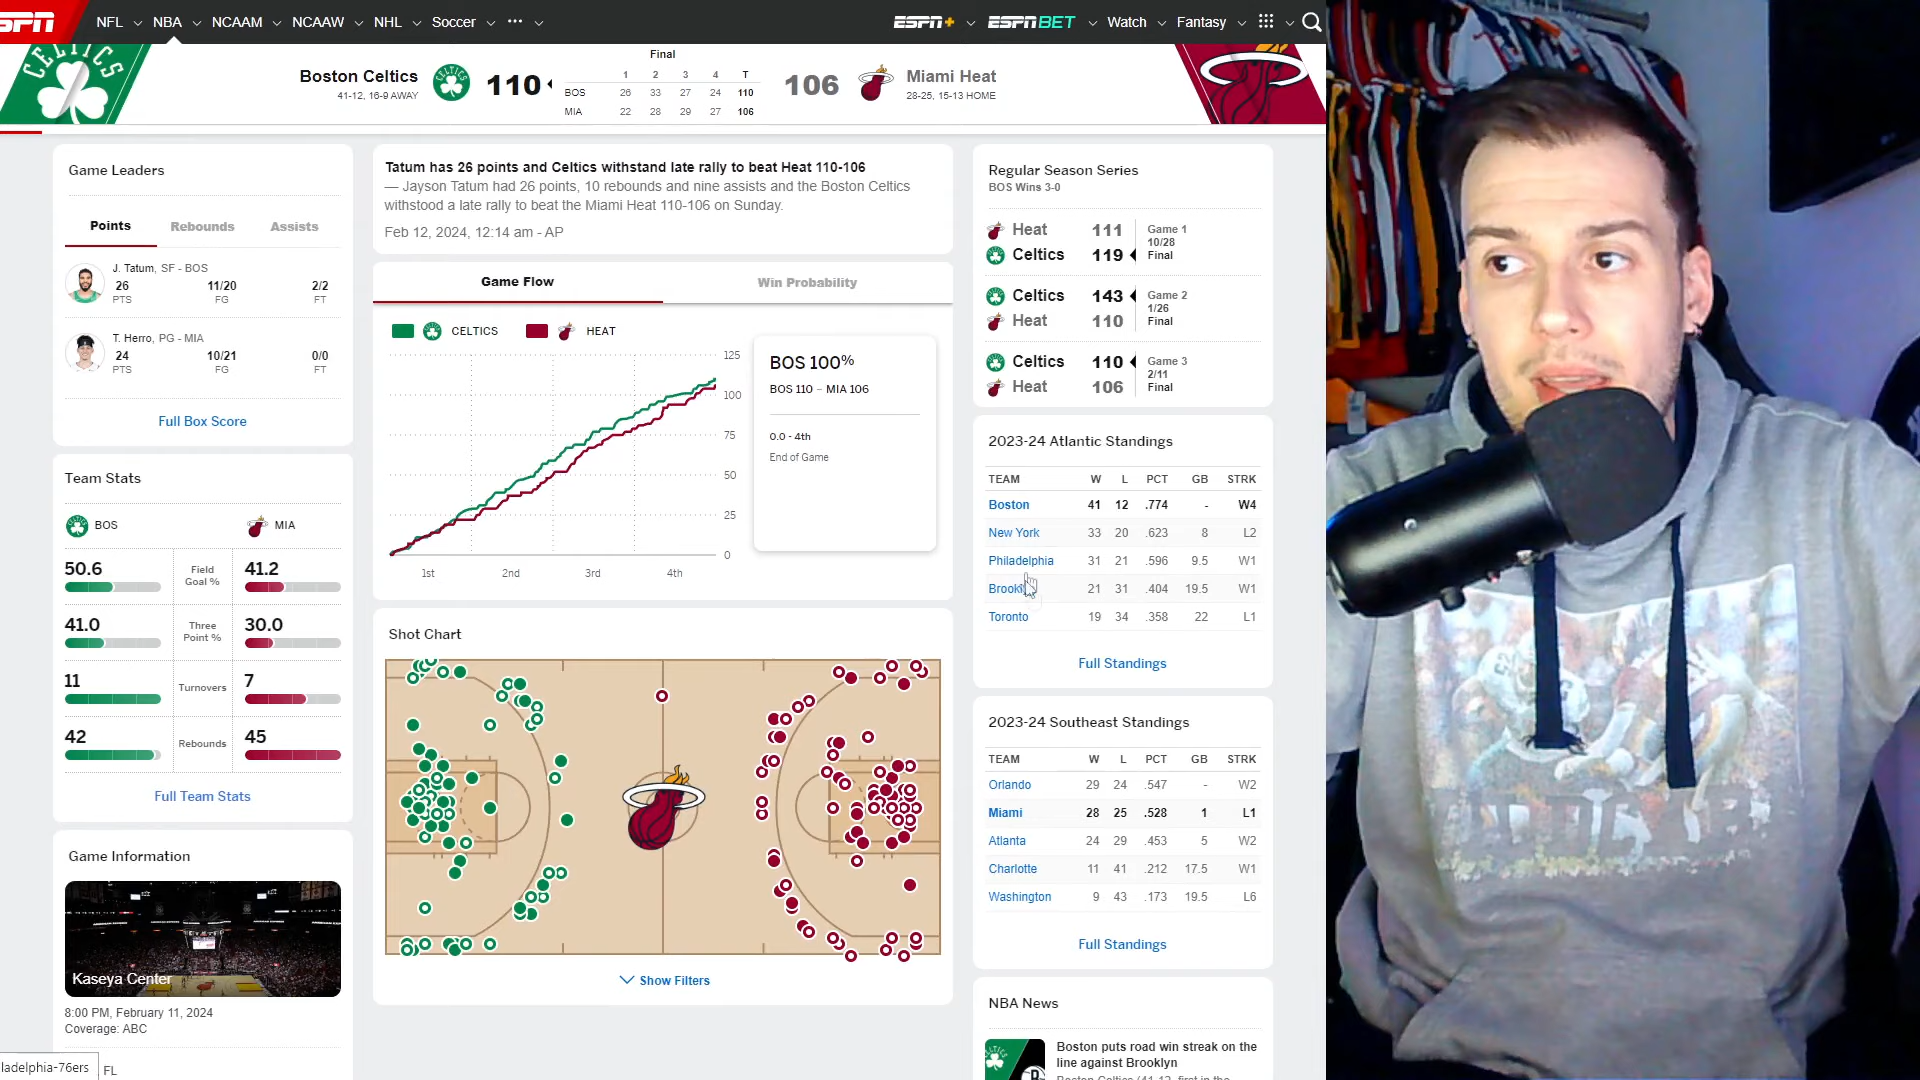 ESPN
NFL NBA NCAAM NCAAW NHL Soccer ••• ESPN+ ESPN BET Watch Fantasy
CELTICS
Boston Celtics
41-12, 16-9 AWAY
110
Final
1 2 3 4 T
BOS 26 33 27 24 110
MIA 22 28 29 27 106
106
Miami Heat
28-25, 15-13 HOME
Game Leaders
Points Rebounds Assists
J. Tatum, SF - BOS
26 11/20 2/2
PTS FG FT
T. Herro, PG - MIA
24 10/21 0/0
PTS FG FT
Full Box Score
Team Stats
BOS MIA
50.6 Field Goal % 41.2
41.0 Three Point % 30.0
11 Turnovers 7
42 Rebounds 45
Full Team Stats
Game Information
Kaseya Center
8:00 PM, February 11, 2024
Coverage: ABC
FL
ladelphia-76ers
Tatum has 26 points and Celtics withstand late rally to beat Heat 110-106
— Jayson Tatum had 26 points, 10 rebounds and nine assists and the Boston Celtics
withstood a late rally to beat the Miami Heat 110-106 on Sunday.
Feb 12, 2024, 12:14 am - AP
Game Flow Win Probability
CELTICS HEAT
125
100
75
50
25
0
1st 2nd 3rd 4th
BOS 100%
BOS 110 - MIA 106
0.0 - 4th
End of Game
Shot Chart
Show Filters
Regular Season Series
BOS Wins 3-0
Heat 111 Game 1
10/28
Celtics 119 Final
Celtics 143 Game 2
1/26
Heat 110 Final
Celtics 110 Game 3
2/11
Heat 106 Final
2023-24 Atlantic Standings
TEAM W L PCT GB STRK
Boston 41 12 .774 - W4
New York 33 20 .623 8 L2
Philadelphia 31 21 .596 9.5 W1
Brookl 21 31 .404 19.5 W1
Toronto 19 34 .358 22 L1
Full Standings
2023-24 Southeast Standings
TEAM W L PCT GB STRK
Orlando 29 24 .547 - W2
Miami 28 25 .528 1 L1
Atlanta 24 29 .453 5 W2
Charlotte 11 41 .212 17.5 W1
Washington 9 43 .173 19.5 L6
Full Standings
NBA News
Boston puts road win streak on the
line against Brooklyn
Boston Celtics (41-12, first in the